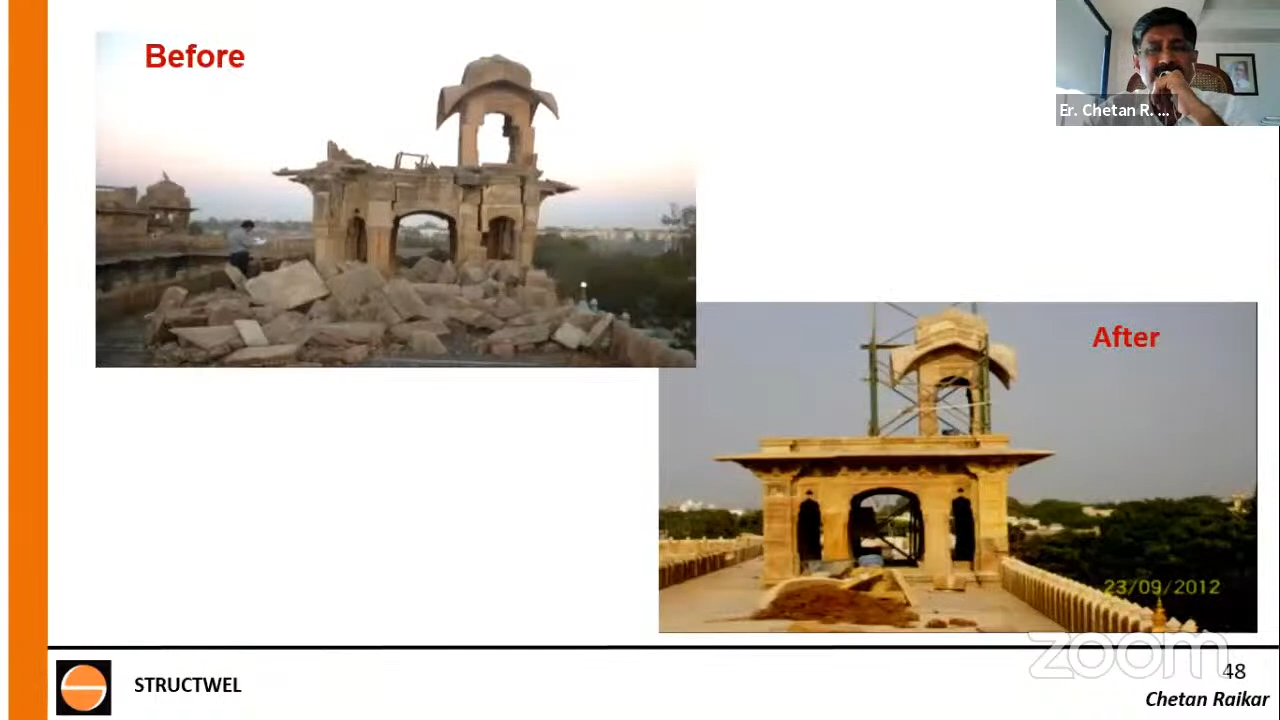 Before
Er. Chetan R. ...
After
23/09/2012
zoom
48
STRUCTWEL
Chetan Raikar